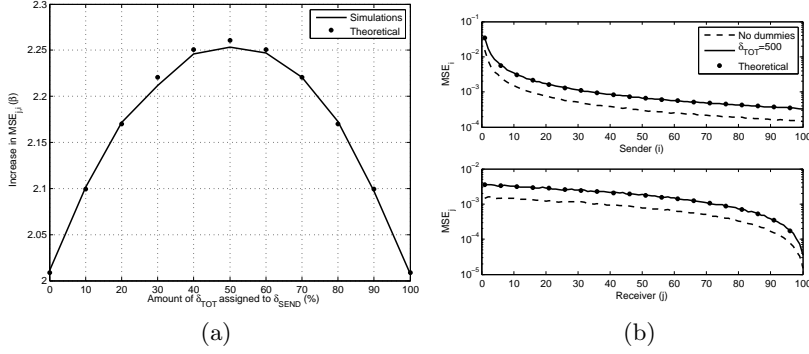 2.3
2.25
2.2
2.15
2.1
2.05
2
Increase in MSE_{j,i} (β)
Simulations
Theoretical
0 10 20 30 40 50 60 70 80 90 100
Amount of δ_TOT assigned to δ_SEND (%)
(a)
10⁻¹
10⁻²
10⁻³
10⁻⁴
MSE_i
No dummies
δ_TOT=500
Theoretical
0 10 20 30 40 50 60 70 80 90 100
Sender (i)
10⁻²
10⁻³
10⁻⁴
10⁻⁵
MSE_j
0 10 20 30 40 50 60 70 80 90 100
Receiver (j)
(b)